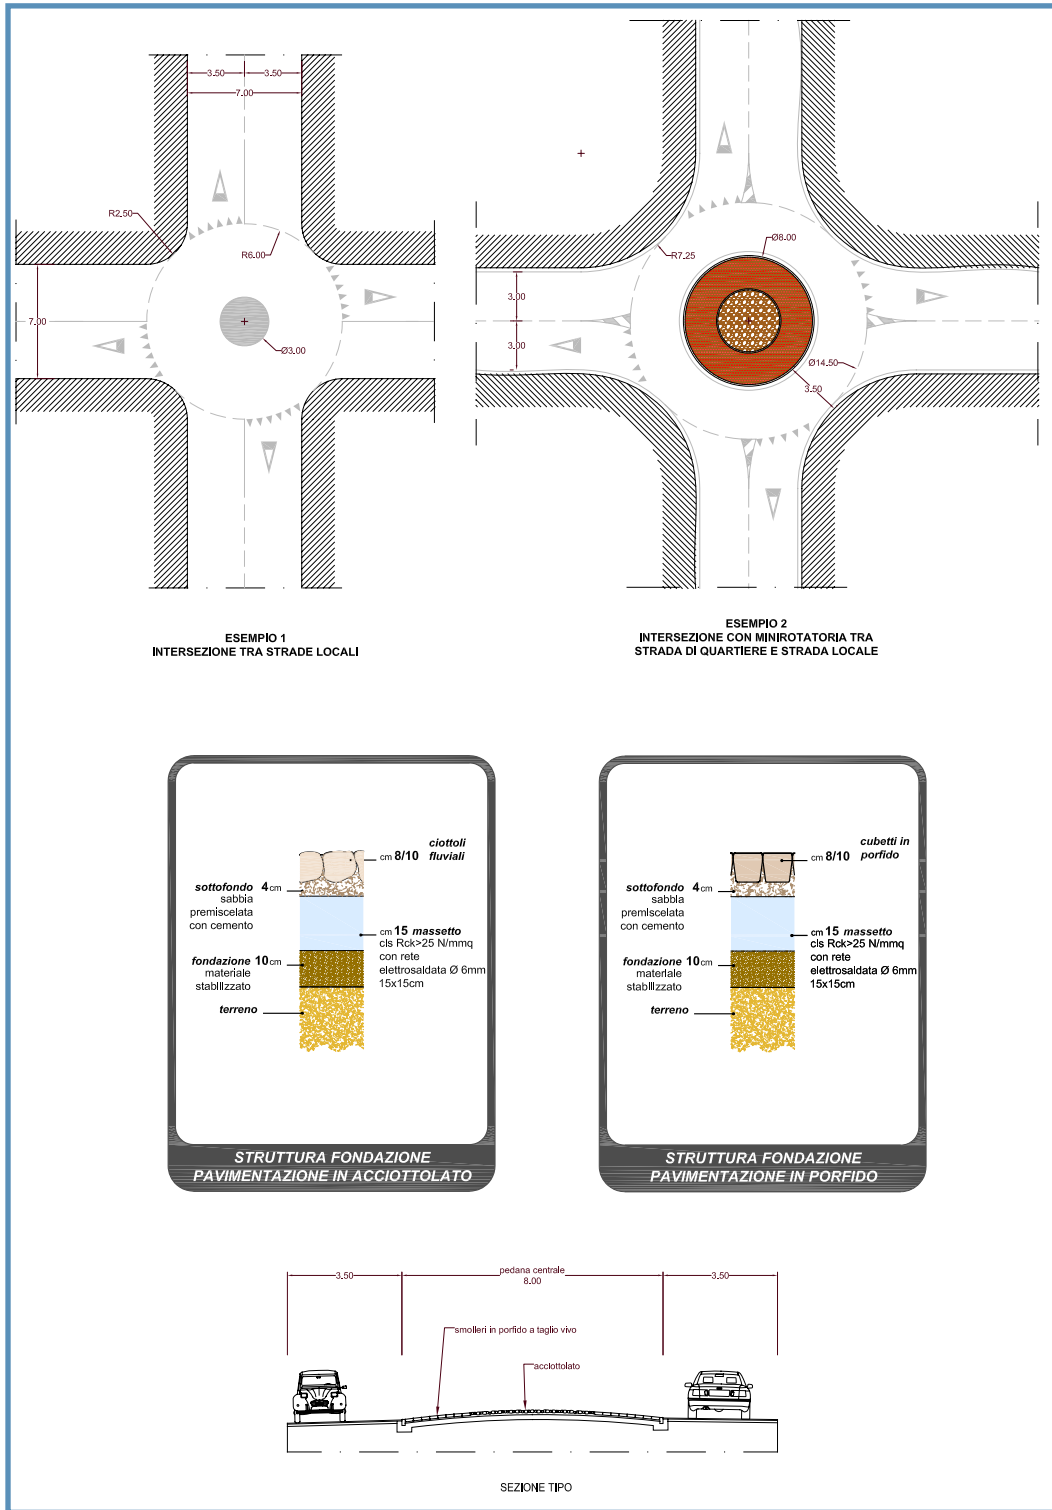 3.50
3.50
7.00
R2.50
R6.00
7.00
Ø3.00
Ø8.00
R7.25
3.00
3.00
Ø14.50
3.50
ESEMPIO 1
INTERSEZIONE TRA STRADE LOCALI
ESEMPIO 2
INTERSEZIONE CON MINIROTATORIA TRA
STRADA DI QUARTIERE E STRADA LOCALE
ciottoli
fluviali
cm 8/10
sottofondo 4cm
sabbia
premiscelata
con cemento
cm 15 massetto
cls Rck>25 N/mmq
con rete
elettrosaldata Ø 6mm
15x15cm
fondazione 10cm
materiale
stabilizzato
terreno
STRUTTURA FONDAZIONE
PAVIMENTAZIONE IN ACCIOTTOLATO
cubetti in
porfido
cm 8/10
sottofondo 4cm
sabbia
premiscelata
con cemento
cm 15 massetto
cls Rck>25 N/mmq
con rete
elettrosaldata Ø 6mm
15x15cm
fondazione 10cm
materiale
stabilizzato
terreno
STRUTTURA FONDAZIONE
PAVIMENTAZIONE IN PORFIDO
3.50
pedana centrale
8.00
3.50
smolleri in porfido a taglio vivo
acciottolato
SEZIONE TIPO